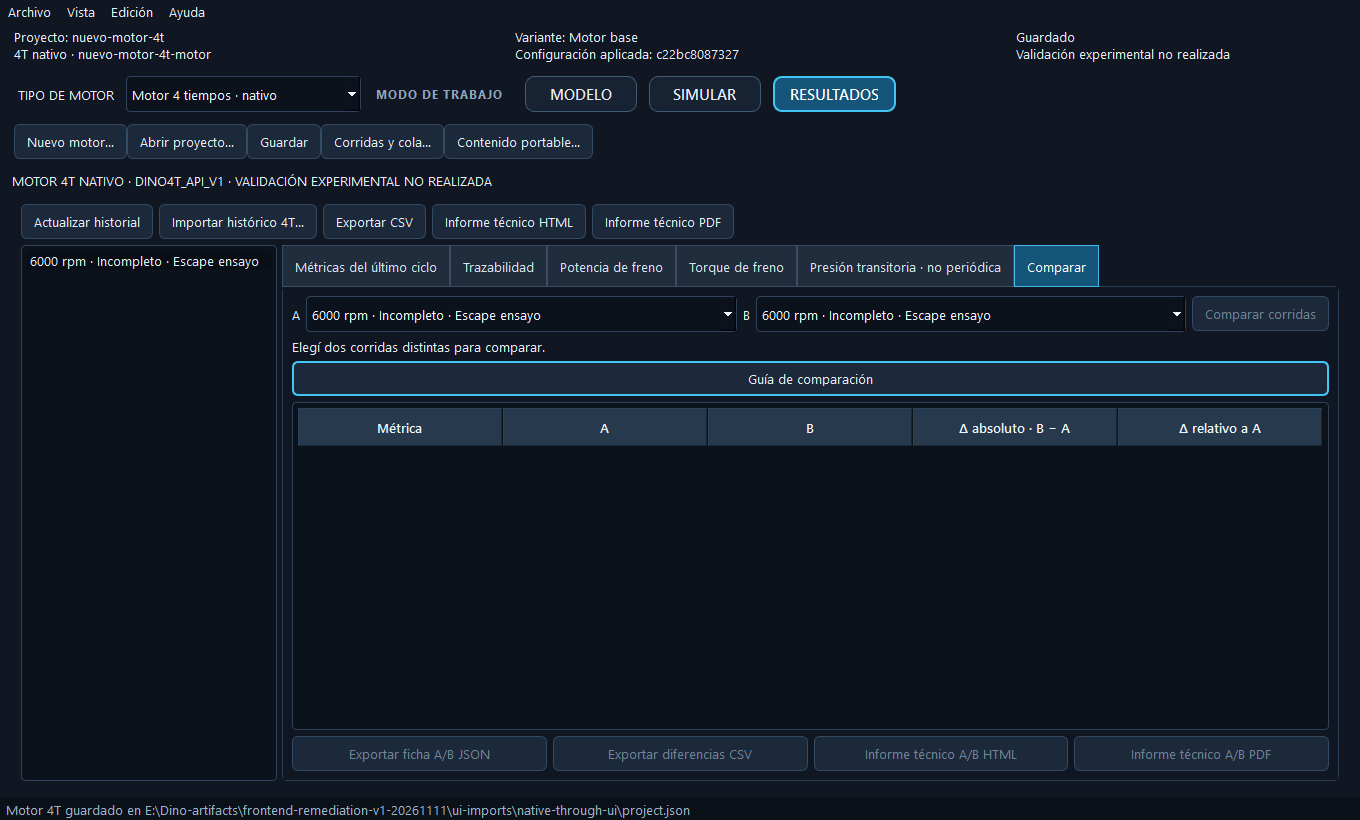 Archivo Vista Edición Ayuda
Proyecto: nuevo-motor-4t Variante: Motor base Guardado
4T nativo · nuevo-motor-4t-motor Configuración aplicada: c22bc8087327 Validación experimental no realizada
TIPO DE MOTOR Motor 4 tiempos · nativo MODO DE TRABAJO MODELO SIMULAR RESULTADOS
Nuevo motor... Abrir proyecto... Guardar Corridas y cola... Contenido portable...
MOTOR 4T NATIVO · DINO4T_API_V1 · VALIDACIÓN EXPERIMENTAL NO REALIZADA
Actualizar historial Importar histórico 4T... Exportar CSV Informe técnico HTML Informe técnico PDF
6000 rpm · Incompleto · Escape ensayo
Métricas del último ciclo Trazabilidad Potencia de freno Torque de freno Presión transitoria · no periódica Comparar
A 6000 rpm · Incompleto · Escape ensayo B 6000 rpm · Incompleto · Escape ensayo Comparar corridas
Elegí dos corridas distintas para comparar.
Guía de comparación
Métrica A B Δ absoluto · B − A Δ relativo a A
Exportar ficha A/B JSON Exportar diferencias CSV Informe técnico A/B HTML Informe técnico A/B PDF
Motor 4T guardado en E:\Dino-artifacts\frontend-remediation-v1-20261111\ui-imports\native-through-ui\project.json